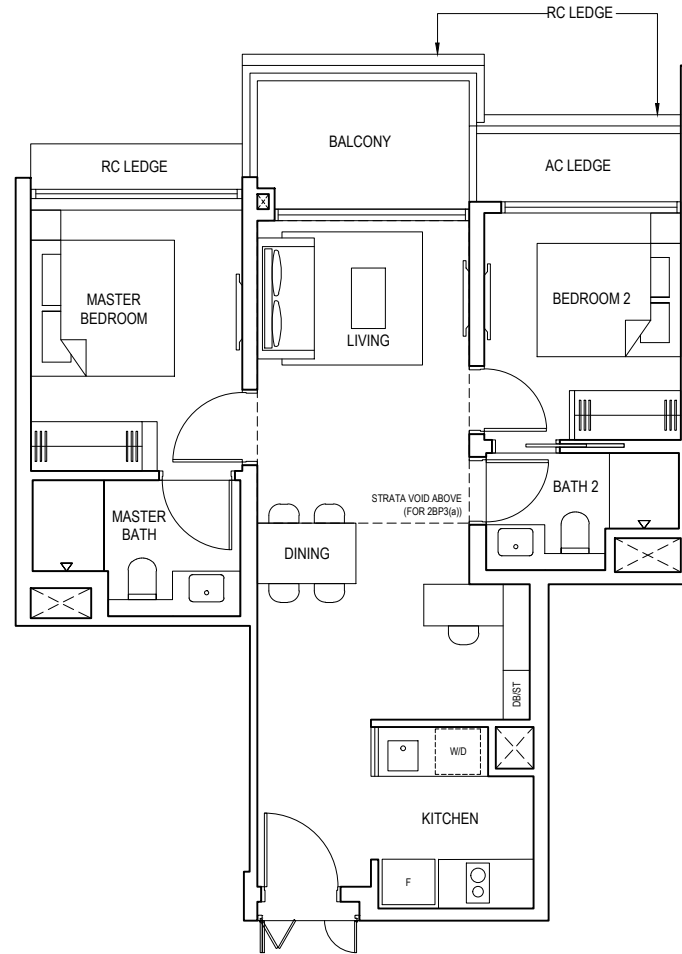 RC LEDGE
BALCONY
RC LEDGE
AC LEDGE
MASTER
BEDROOM
BEDROOM 2
LIVING
STRATA VOID ABOVE
(FOR 2BP3(a))
BATH 2
MASTER
BATH
DINING
DB/ST
W/D
KITCHEN
F